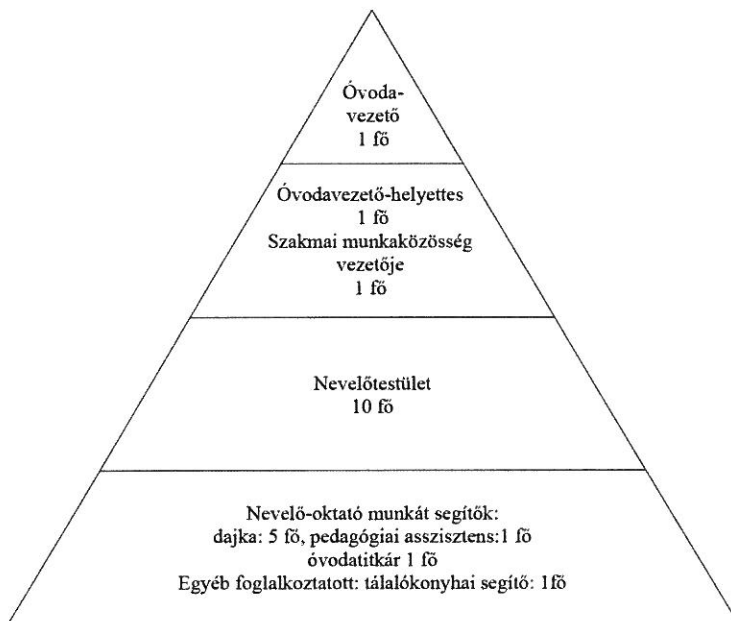 Óvoda-
vezető
1 fő
Óvodavezető-helyettes
1 fő
Szakmai munkaközösség
vezetője
1 fő
Nevelőtestület
10 fő
Nevelő-oktató munkát segítők:
dajka: 5 fő, pedagógiai asszisztens:1 fő
óvodatitkár 1 fő
Egyéb foglalkoztatott: tálalókonyhai segítő: 1fő